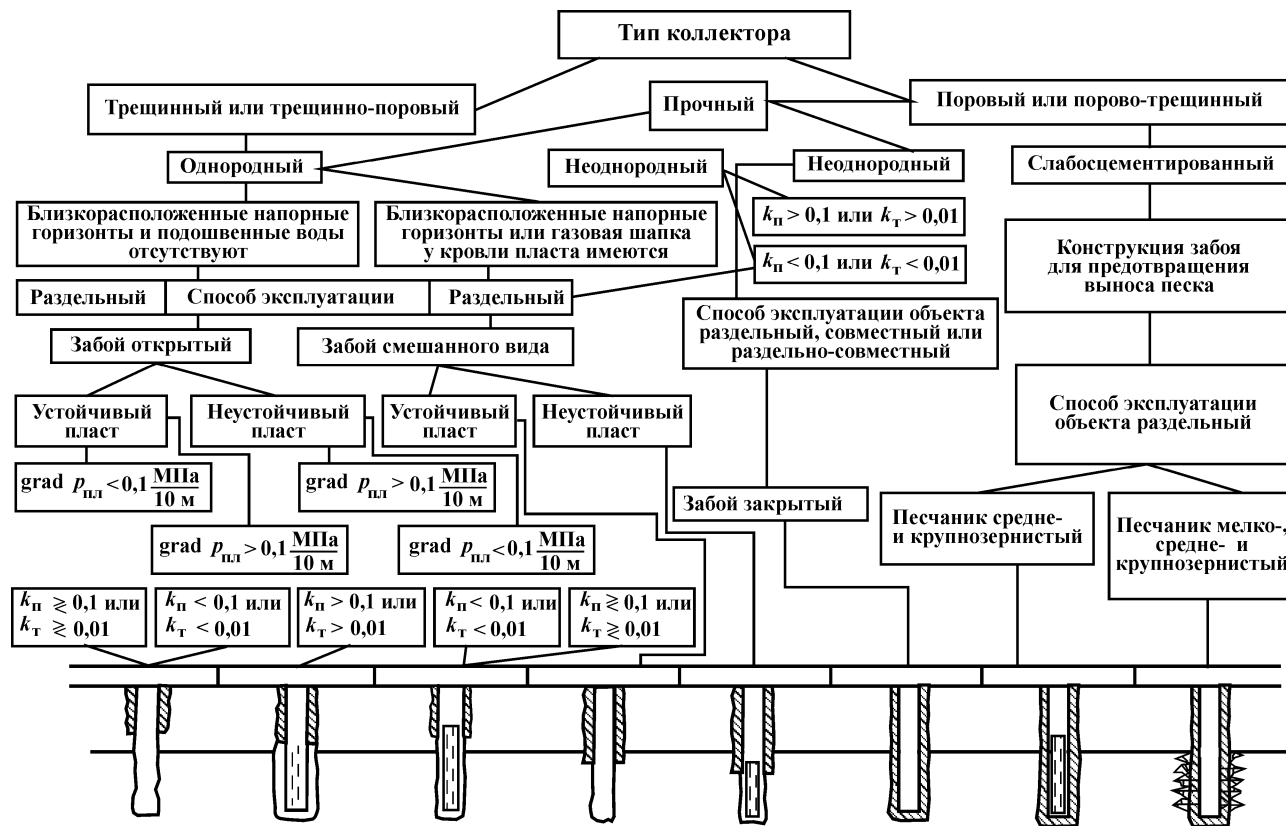 Тип коллектора
Трещинный или трещинно-поровый
Прочный
Поровый или порово-трещинный
Однородный
Неоднородный
Неоднородный
Слабосцементированный
Близкорасположенные напорные
горизонты и подошвенные воды
отсутствуют
Близкорасположенные напорные
горизонты или газовая шапка
у кровли пласта имеются
kп > 0,1 или kт > 0,01
kп < 0,1 или kт < 0,01
Конструкция забоя
для предотвращения
выноса песка
Раздельный
Способ эксплуатации
Раздельный
Способ эксплуатации объекта
раздельный, совместный или
раздельно-совместный
Забой открытый
Забой смешанного вида
Способ эксплуатации
объекта раздельный
Устойчивый
пласт
Неустойчивый
пласт
Устойчивый
пласт
Неустойчивый
пласт
grad pпл < 0,1 МПа
10 м
grad pпл > 0,1 МПа
10 м
Забой закрытый
Песчаник средне-
и крупнозернистый
Песчаник мелко-,
средне- и
крупнозернистый
grad pпл > 0,1 МПа
10 м
grad pпл < 0,1 МПа
10 м
kп ≷ 0,1 или
kт ≷ 0,01
kп < 0,1 или
kт < 0,01
kп > 0,1 или
kт > 0,01
kп < 0,1 или
kт < 0,01
kп ≷ 0,1 или
kт ≷ 0,01